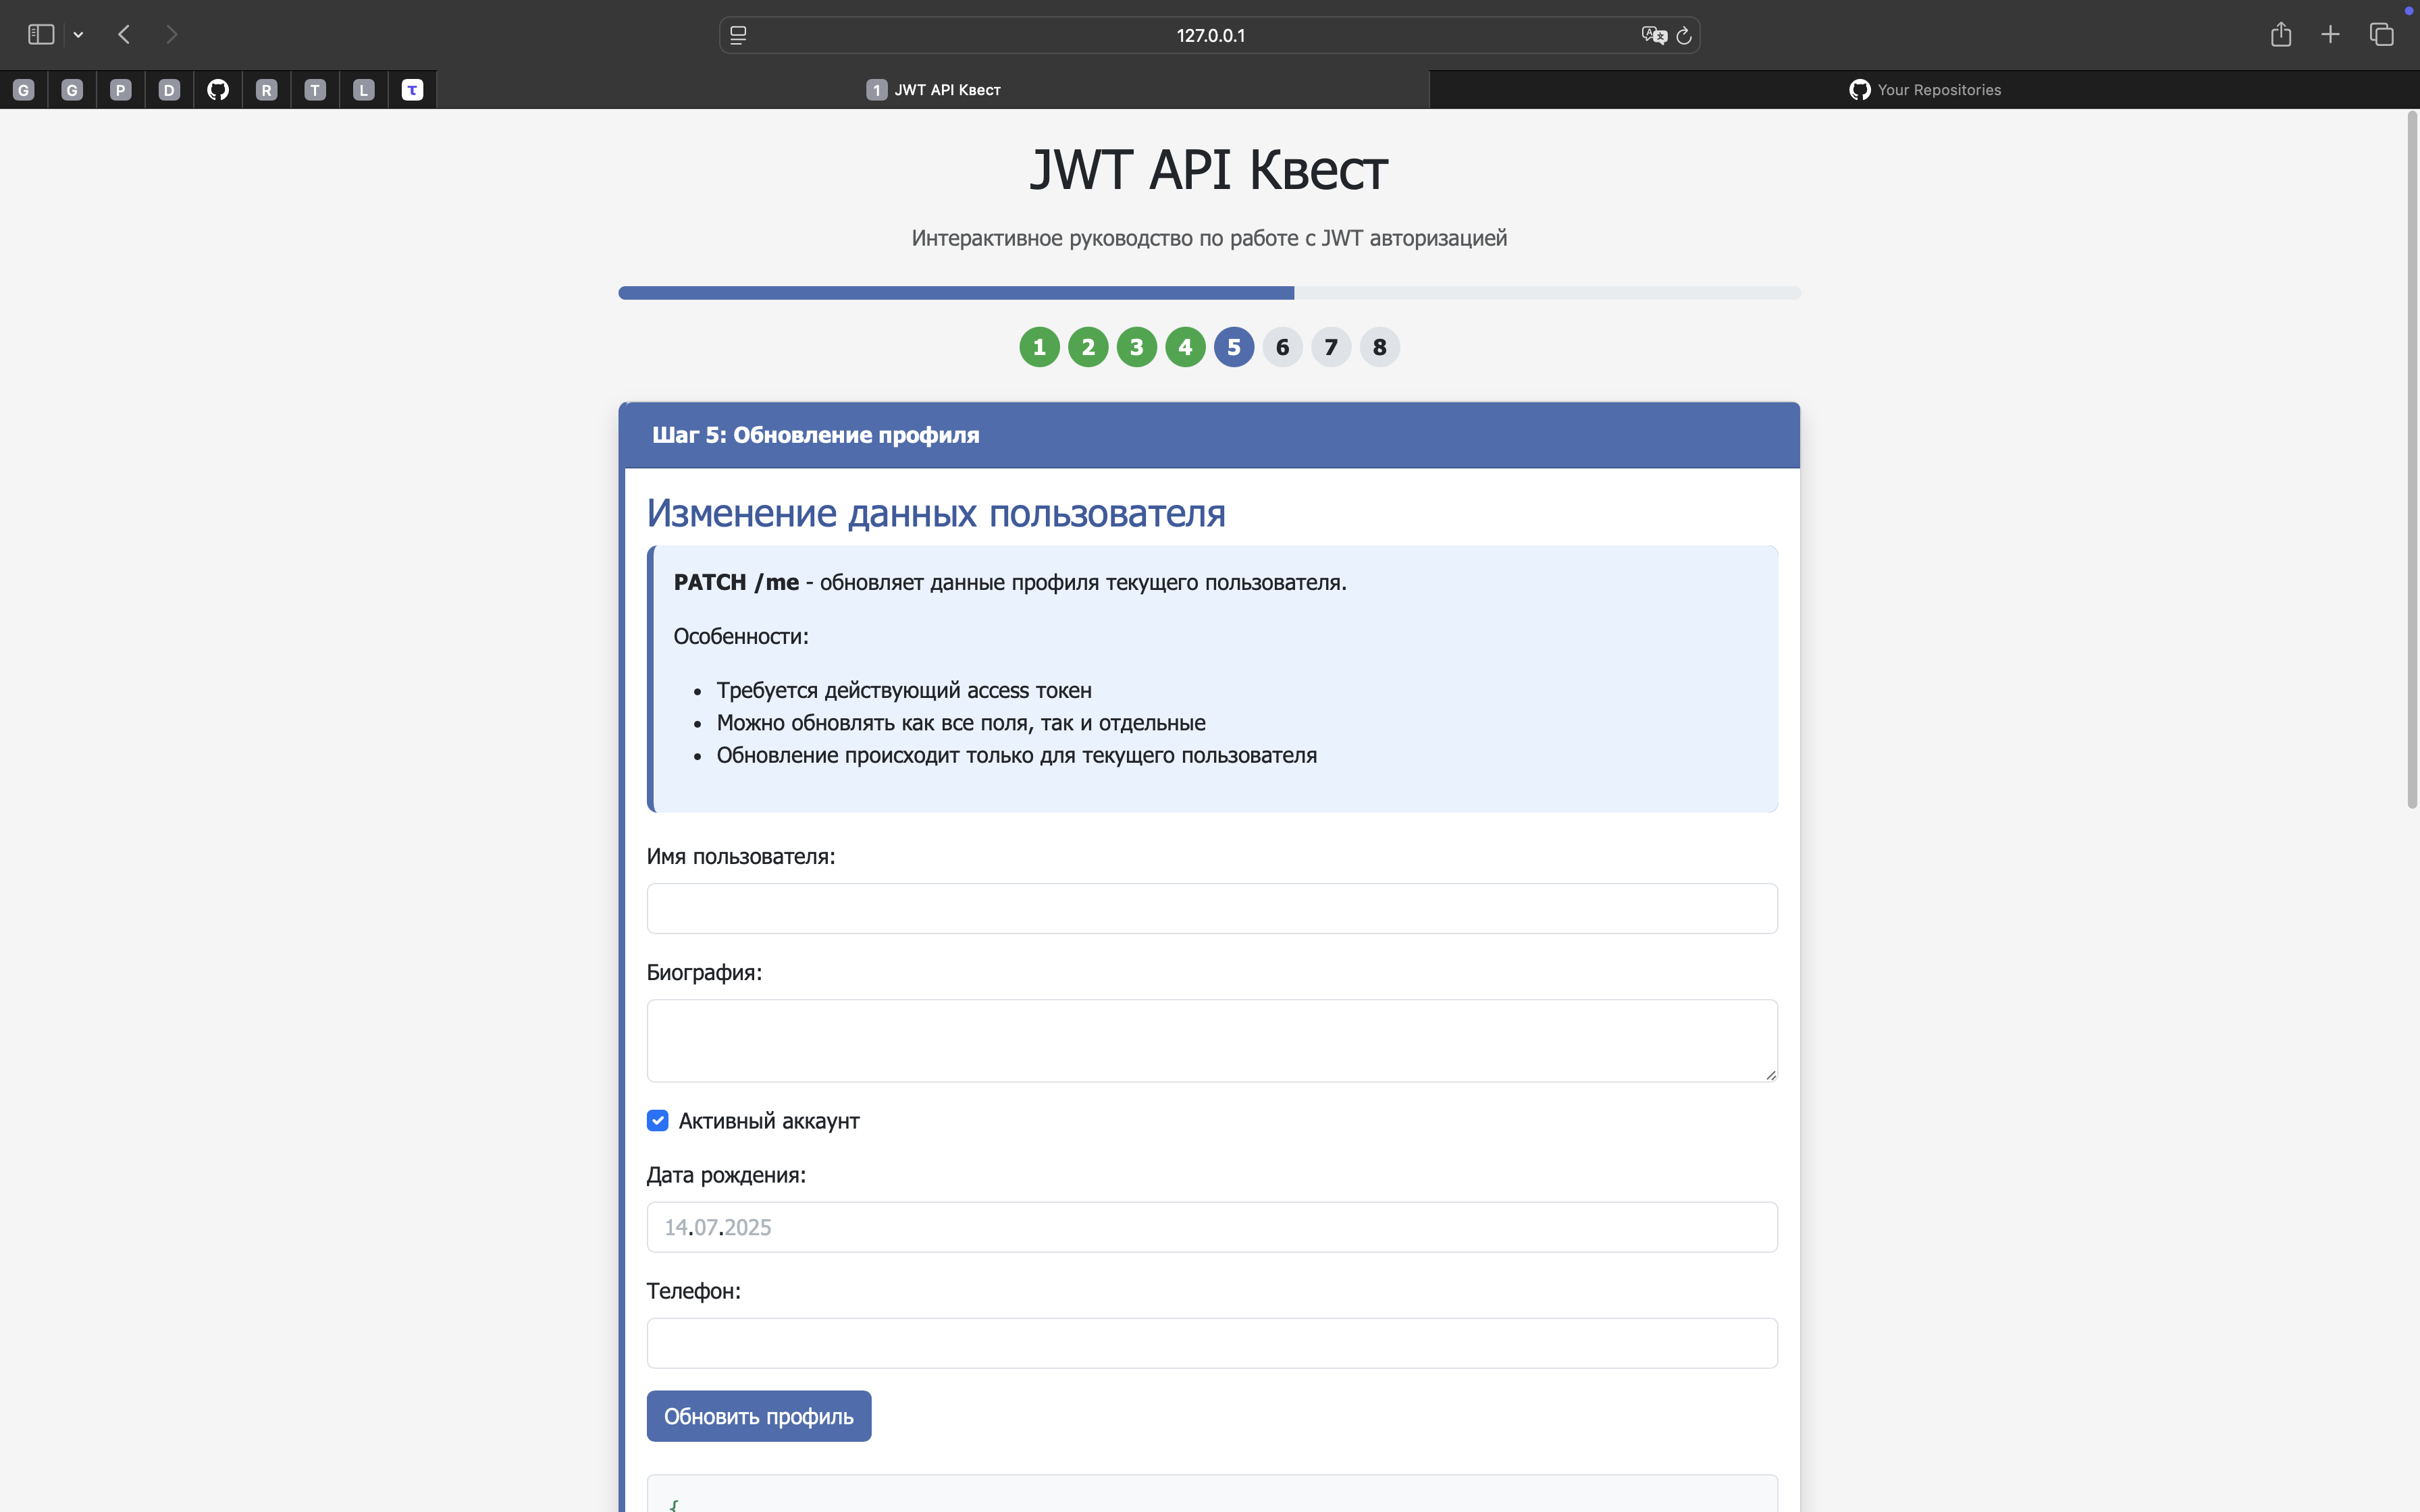 127.0.0.1
G G P D R T L τ
1 JWT API Квест
Your Repositories
JWT API Квест
Интерактивное руководство по работе с JWT авторизацией
1 2 3 4 5 6 7 8
Шаг 5: Обновление профиля
Изменение данных пользователя
PATCH /me - обновляет данные профиля текущего пользователя.
Особенности:
• Требуется действующий access токен
• Можно обновлять как все поля, так и отдельные
• Обновление происходит только для текущего пользователя
Имя пользователя:
Биография:
Активный аккаунт
Дата рождения:
14.07.2025
Телефон:
Обновить профиль
{